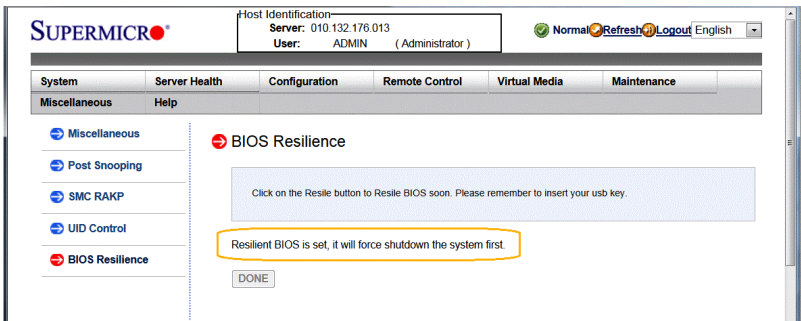 SUPERMICR
Host Identification
Server: 010.132.176.013
User: ADMIN ( Administrator )
Normal Refresh Logout English
System Server Health Configuration Remote Control Virtual Media Maintenance
Miscellaneous Help
Miscellaneous
Post Snooping
SMC RAKP
UID Control
BIOS Resilience
BIOS Resilience
Click on the Resile button to Resile BIOS soon. Please remember to insert your usb key.
Resilient BIOS is set, it will force shutdown the system first.
DONE